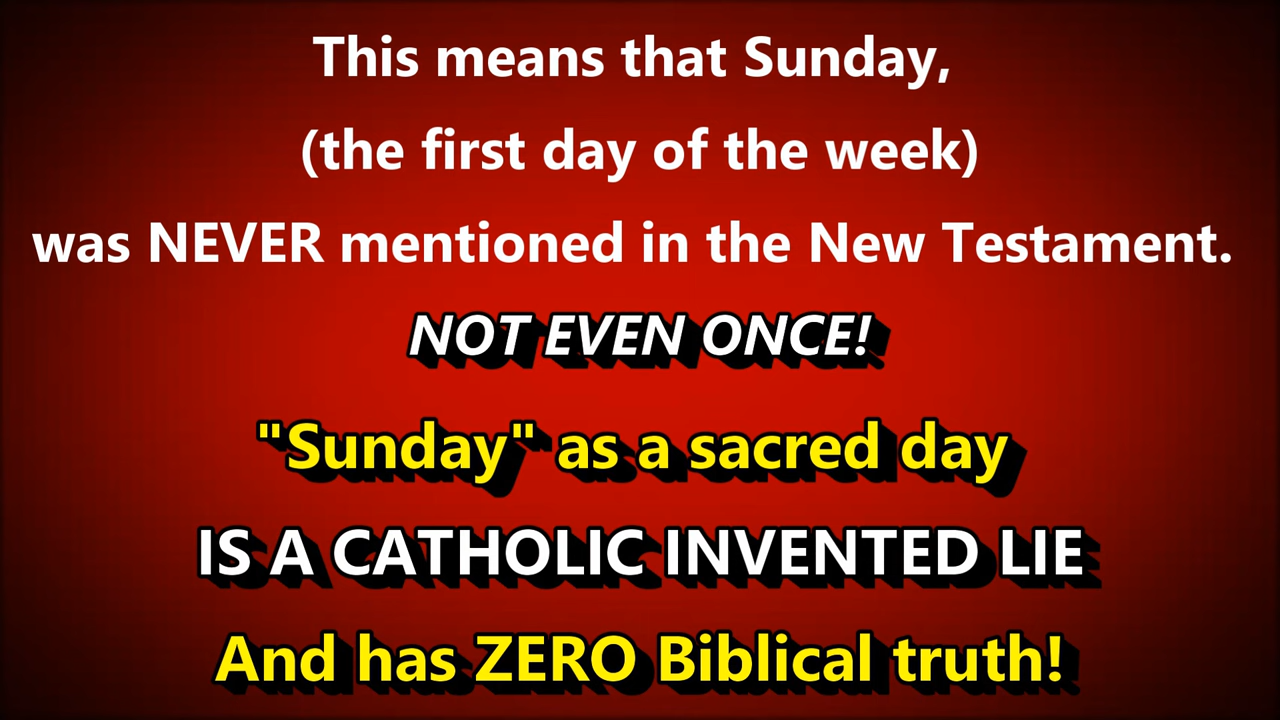 This means that Sunday,
(the first day of the week)
was NEVER mentioned in the New Testament.
NOT EVEN ONCE!
"Sunday" as a sacred day
IS A CATHOLIC INVENTED LIE
And has ZERO Biblical truth!